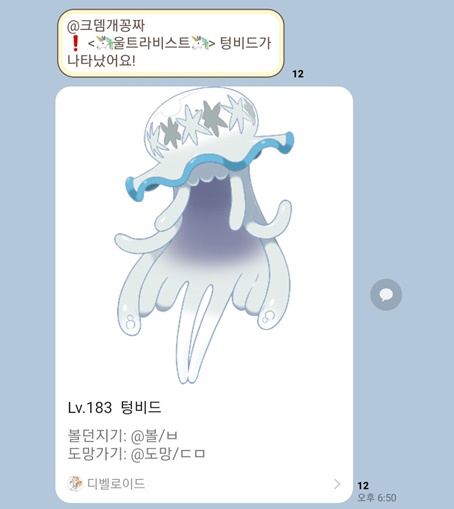 @크뎀개꽁짜
❗ <🦄울트라비스트🦄> 텅비드가
나타났어요!
12
Lv.183 텅비드
볼던지기: @볼/ㅂ
도망가기: @도망/ㄷㅁ
디벨로이드
12
오후 6:50